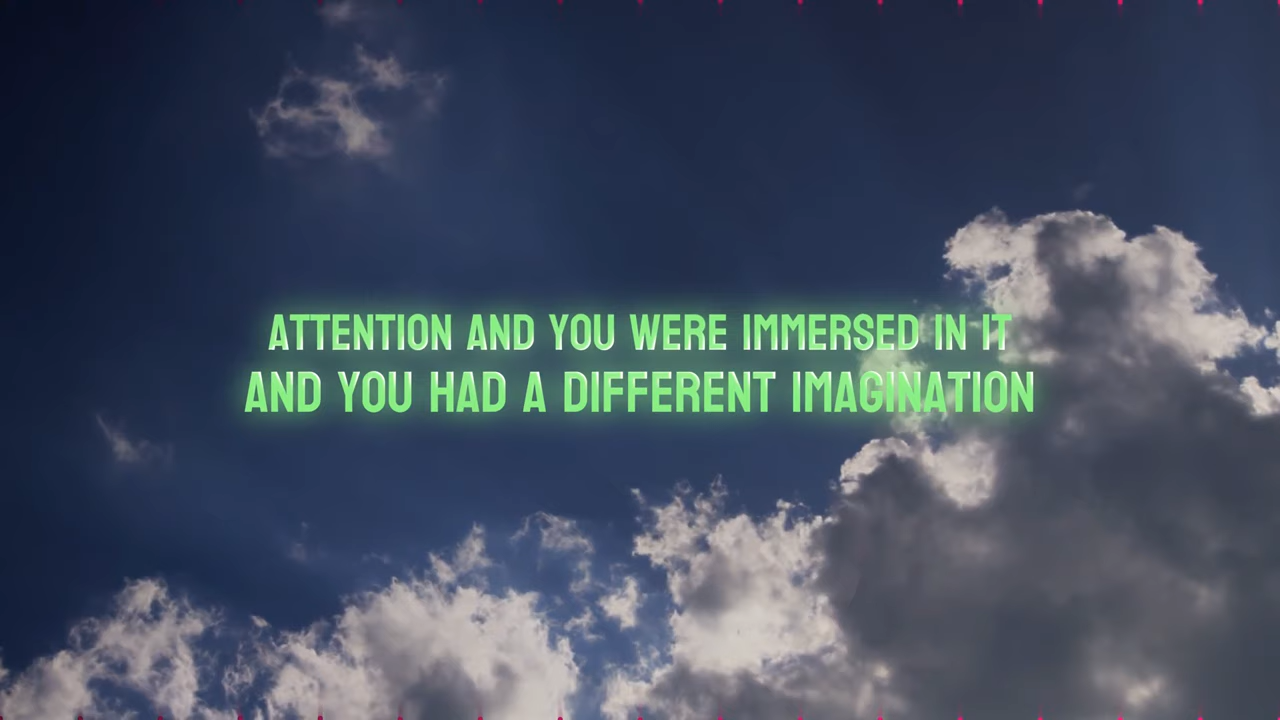 ATTENTION AND YOU WERE IMMERSED IN IT
AND YOU HAD A DIFFERENT IMAGINATION